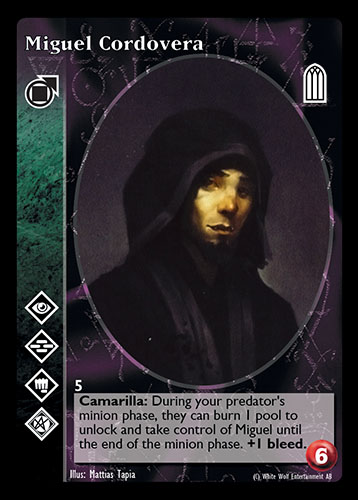 Miguel Cordovera
5
Camarilla: During your predator's
minion phase, they can burn 1 pool to
unlock and take control of Miguel until
the end of the minion phase. +1 bleed.
6
Illus: Mattias Tapia
(C) White Wolf Entertainment AB